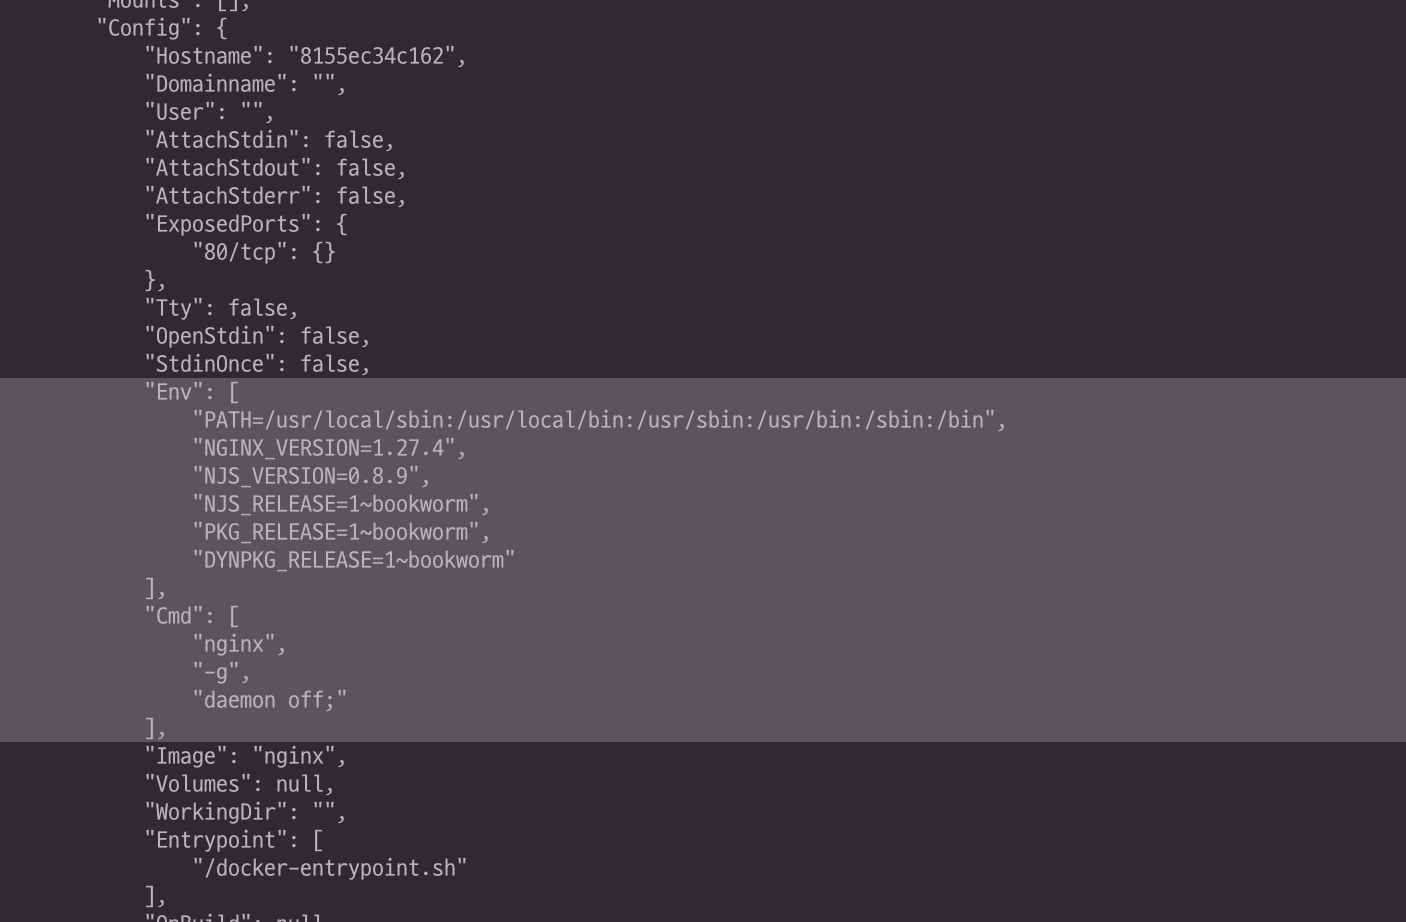 "Mounts": [],
"Config": {
"Hostname": "8155ec34c162",
"Domainname": "",
"User": "",
"AttachStdin": false,
"AttachStdout": false,
"AttachStderr": false,
"ExposedPorts": {
"80/tcp": {}
},
"Tty": false,
"OpenStdin": false,
"StdinOnce": false,
"Env": [
"PATH=/usr/local/sbin:/usr/local/bin:/usr/sbin:/usr/bin:/sbin:/bin",
"NGINX_VERSION=1.27.4",
"NJS_VERSION=0.8.9",
"NJS_RELEASE=1~bookworm",
"PKG_RELEASE=1~bookworm",
"DYNPKG_RELEASE=1~bookworm"
],
"Cmd": [
"nginx",
"-g",
"daemon off;"
],
"Image": "nginx",
"Volumes": null,
"WorkingDir": "",
"Entrypoint": [
"/docker-entrypoint.sh"
],
"OnBuild": null,